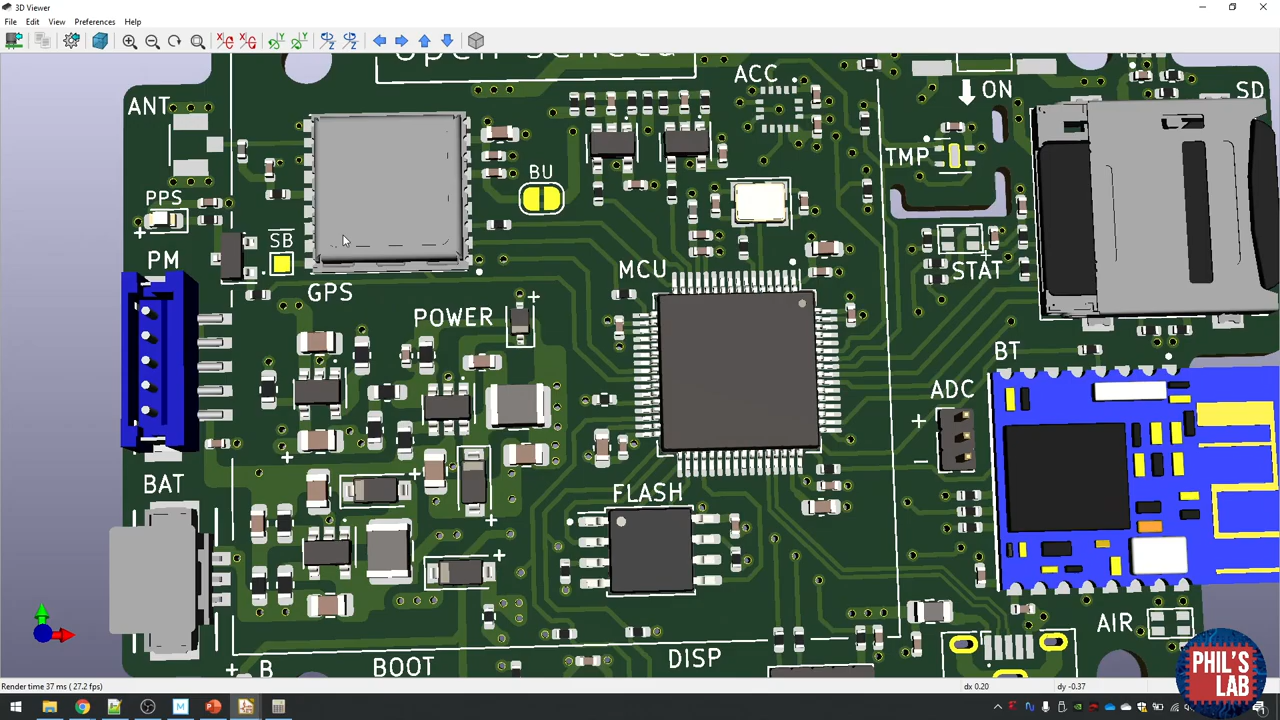 3D Viewer
File Edit View Preferences Help
ACC
ON
SD
ANT
TMP
PPS
BU
SB
PM
STAT
MCU
GPS
POWER
BT
ADC
BAT
FLASH
AIR
B
BOOT
DISP
PHIL'S
LAB
Render time 37 ms ( 27.2 fps)
dx 0.20
dy -0.37